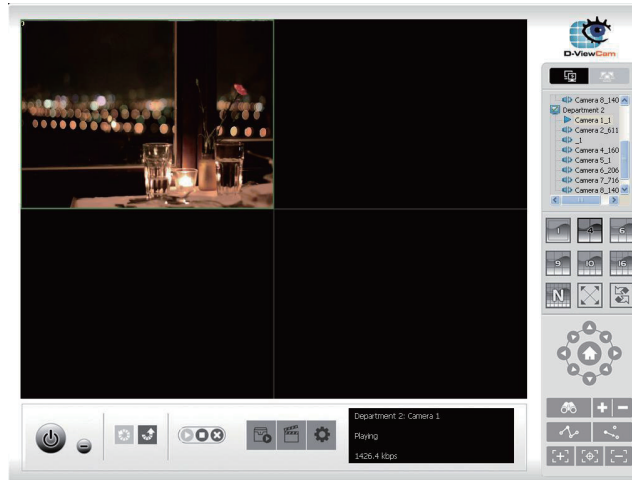 D-ViewCam
Camera 8_140
Department 2
Camera 1_1
Camera 2_611
_1
Camera 4_160
Camera 5_1
Camera 6_206
Camera 7_716
Camera 8_140
1 4 6
9 10 16
N
Department 2: Camera 1
Playing
1426.4 kbps